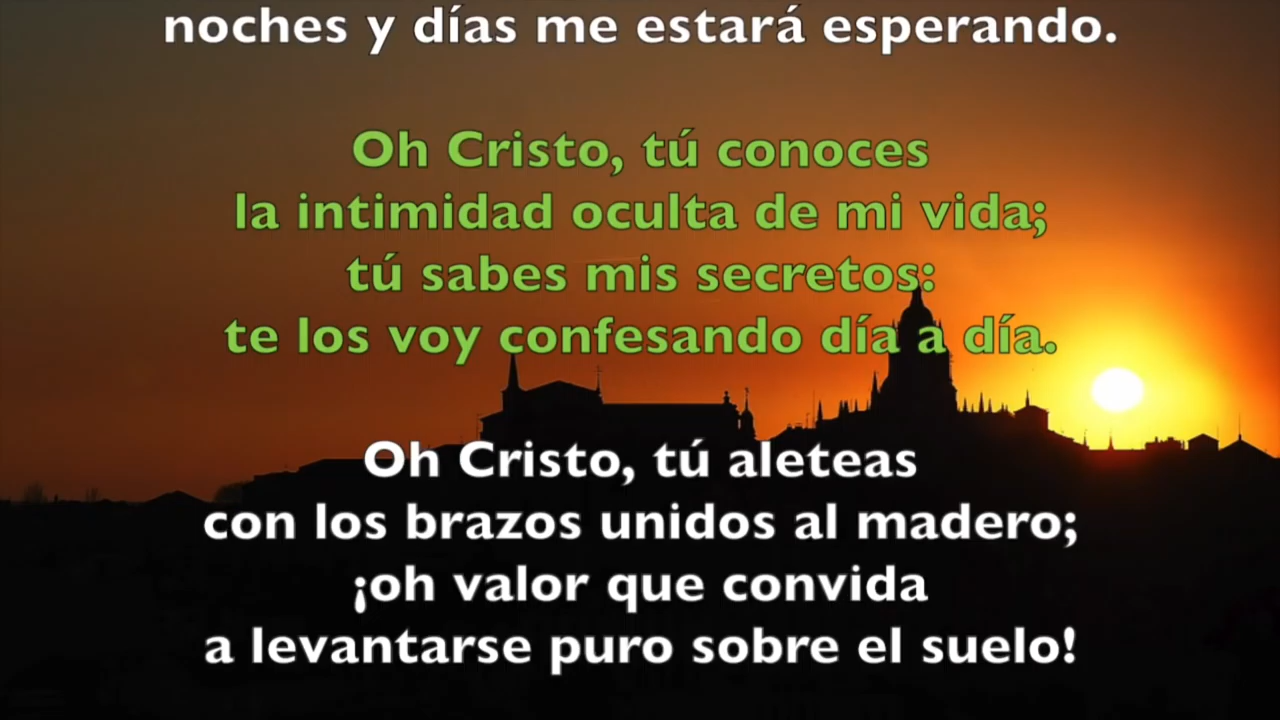 noches y días me estará esperando.
Oh Cristo, tú conoces
la intimidad oculta de mi vida;
tú sabes mis secretos:
te los voy confesando día a día.
Oh Cristo, tú aleteas
con los brazos unidos al madero;
¡oh valor que convida
a levantarse puro sobre el suelo!